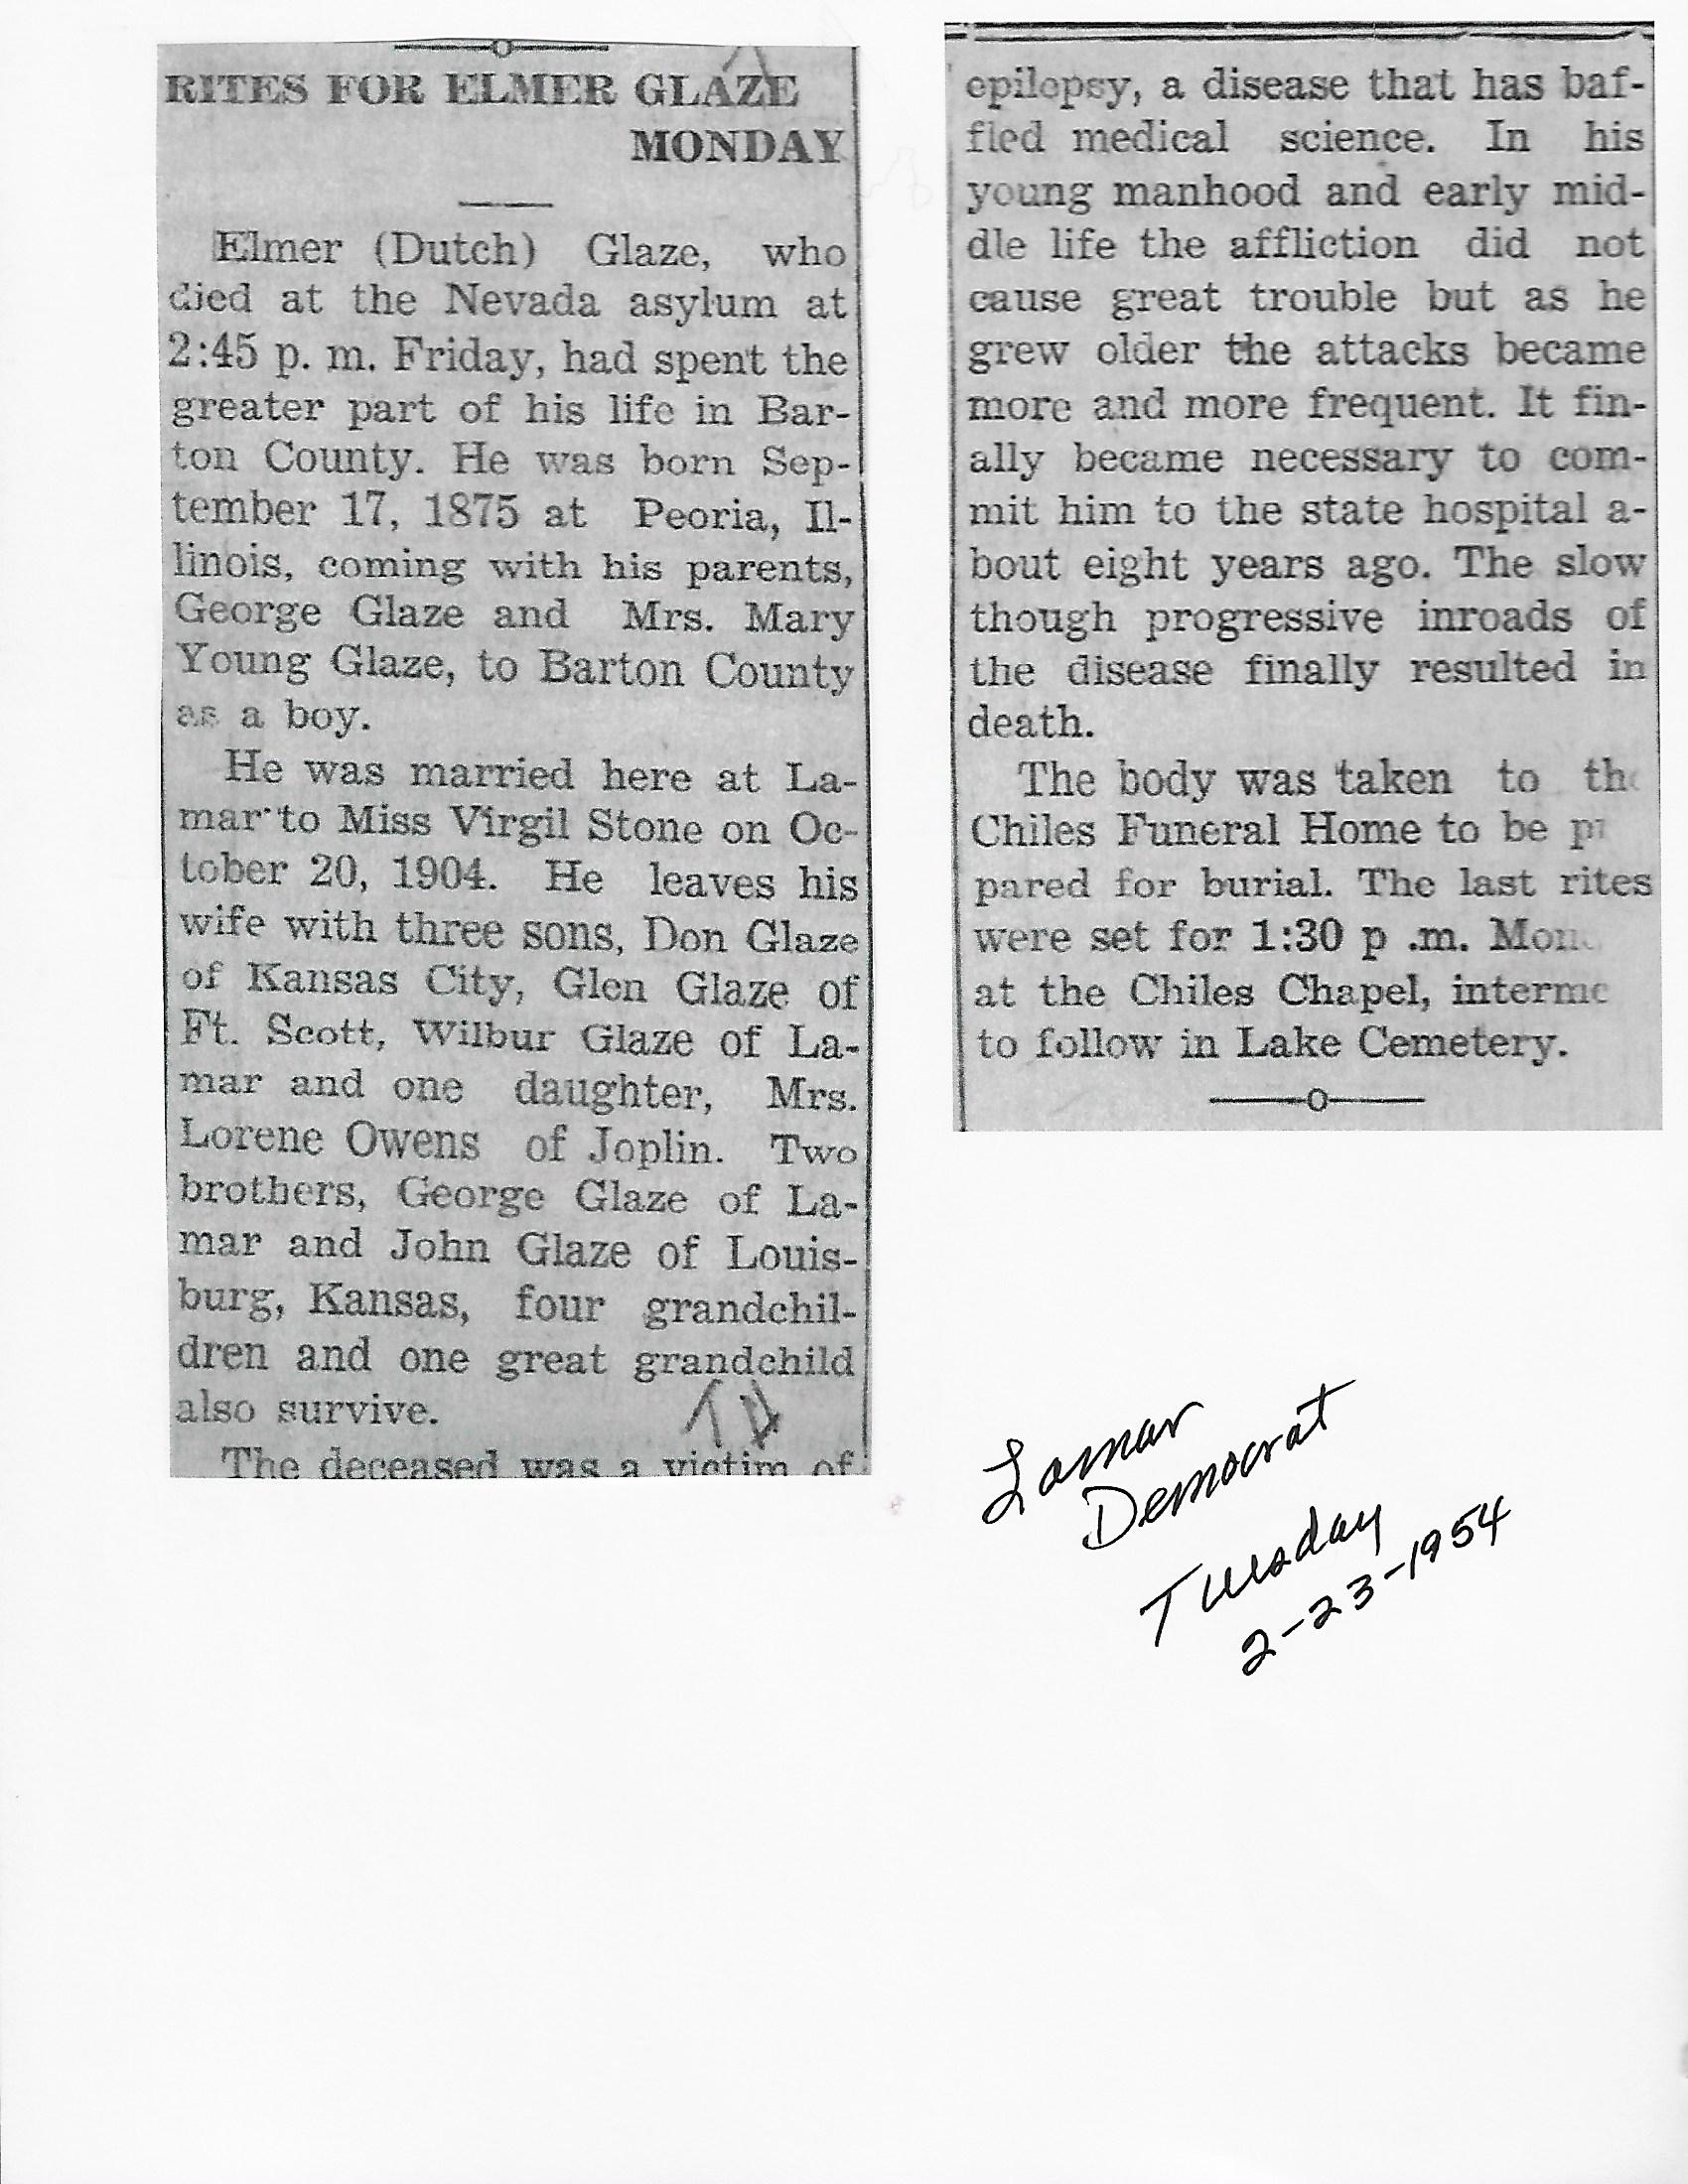 RITES FOR ELMER GLAZE
MONDAY
Elmer (Dutch) Glaze, who
died at the Nevada asylum at
2:45 p. m. Friday, had spent the
greater part of his life in Bar-
ton County. He was born Sep-
tember 17, 1875 at Peoria, Il-
linois, coming with his parents,
George Glaze and Mrs. Mary
Young Glaze, to Barton County
as a boy.
He was married here at La-
mar to Miss Virgil Stone on Oc-
tober 20, 1904. He leaves his
wife with three sons, Don Glaze
of Kansas City, Glen Glaze of
Ft. Scott, Wilbur Glaze of La-
mar and one daughter, Mrs.
Lorene Owens of Joplin. Two
brothers, George Glaze of La-
mar and John Glaze of Louis-
burg, Kansas, four grandchil-
dren and one great grandchild
also survive.
The deceased was a victim of
epilepsy, a disease that has baf-
fled medical science. In his
young manhood and early mid-
dle life the affliction did not
cause great trouble but as he
grew older the attacks became
more and more frequent. It fin-
ally became necessary to com-
mit him to the state hospital a-
bout eight years ago. The slow
though progressive inroads of
the disease finally resulted in
death.
The body was taken to th
Chiles Funeral Home to be pr
pared for burial. The last rites
were set for 1:30 p .m. Mon
at the Chiles Chapel, interme
to follow in Lake Cemetery.
Lamar
Democrat
Tuesday
2-23-1954